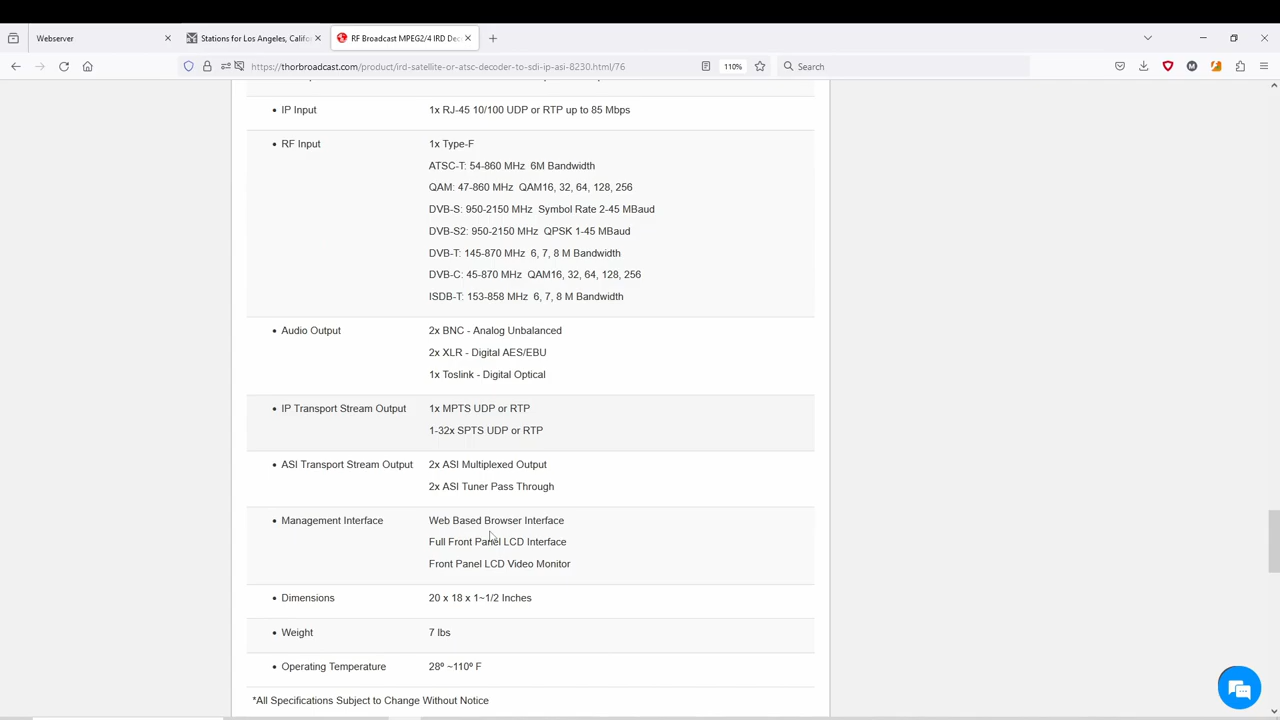 Webserver
Stations for Los Angeles, Califo
RF Broadcast MPEG2/4 IRD Dec
https://thorbroadcast.com/product/ird-satellite-or-atsc-decoder-to-sdi-ip-asi-8230.html/76
110%
Search
• IP Input 1x RJ-45 10/100 UDP or RTP up to 85 Mbps
• RF Input 1x Type-F
ATSC-T: 54-860 MHz 6M Bandwidth
QAM: 47-860 MHz QAM16, 32, 64, 128, 256
DVB-S: 950-2150 MHz Symbol Rate 2-45 MBaud
DVB-S2: 950-2150 MHz QPSK 1-45 MBaud
DVB-T: 145-870 MHz 6, 7, 8 M Bandwidth
DVB-C: 45-870 MHz QAM16, 32, 64, 128, 256
ISDB-T: 153-858 MHz 6, 7, 8 M Bandwidth
• Audio Output 2x BNC - Analog Unbalanced
2x XLR - Digital AES/EBU
1x Toslink - Digital Optical
• IP Transport Stream Output 1x MPTS UDP or RTP
1-32x SPTS UDP or RTP
• ASI Transport Stream Output 2x ASI Multiplexed Output
2x ASI Tuner Pass Through
• Management Interface Web Based Browser Interface
Full Front Panel LCD Interface
Front Panel LCD Video Monitor
• Dimensions 20 x 18 x 1~1/2 Inches
• Weight 7 lbs
• Operating Temperature 28º ~110º F
*All Specifications Subject to Change Without Notice